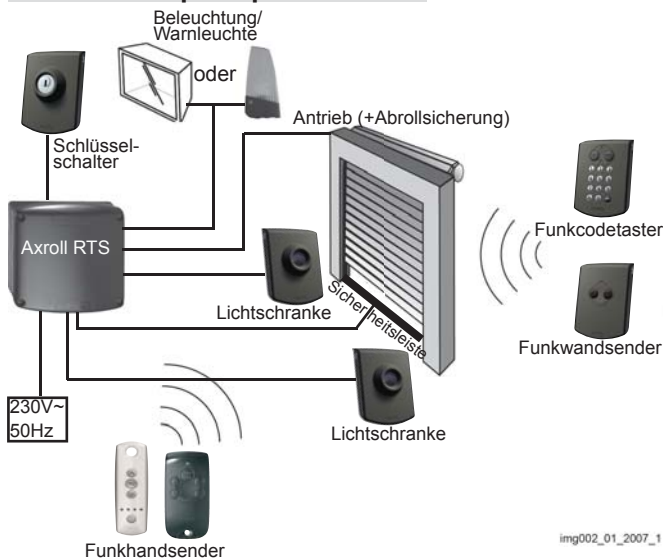 Beleuchtung/
Warnleuchte
oder
Antrieb (+Abrollsicherung)
Schlüssel-
schalter
Axroll RTS
Funkcodetaster
Lichtschranke
Sicherheitsleiste
Funkwandsender
230V~
50Hz
Lichtschranke
Funkhandsender
img002_01_2007_1